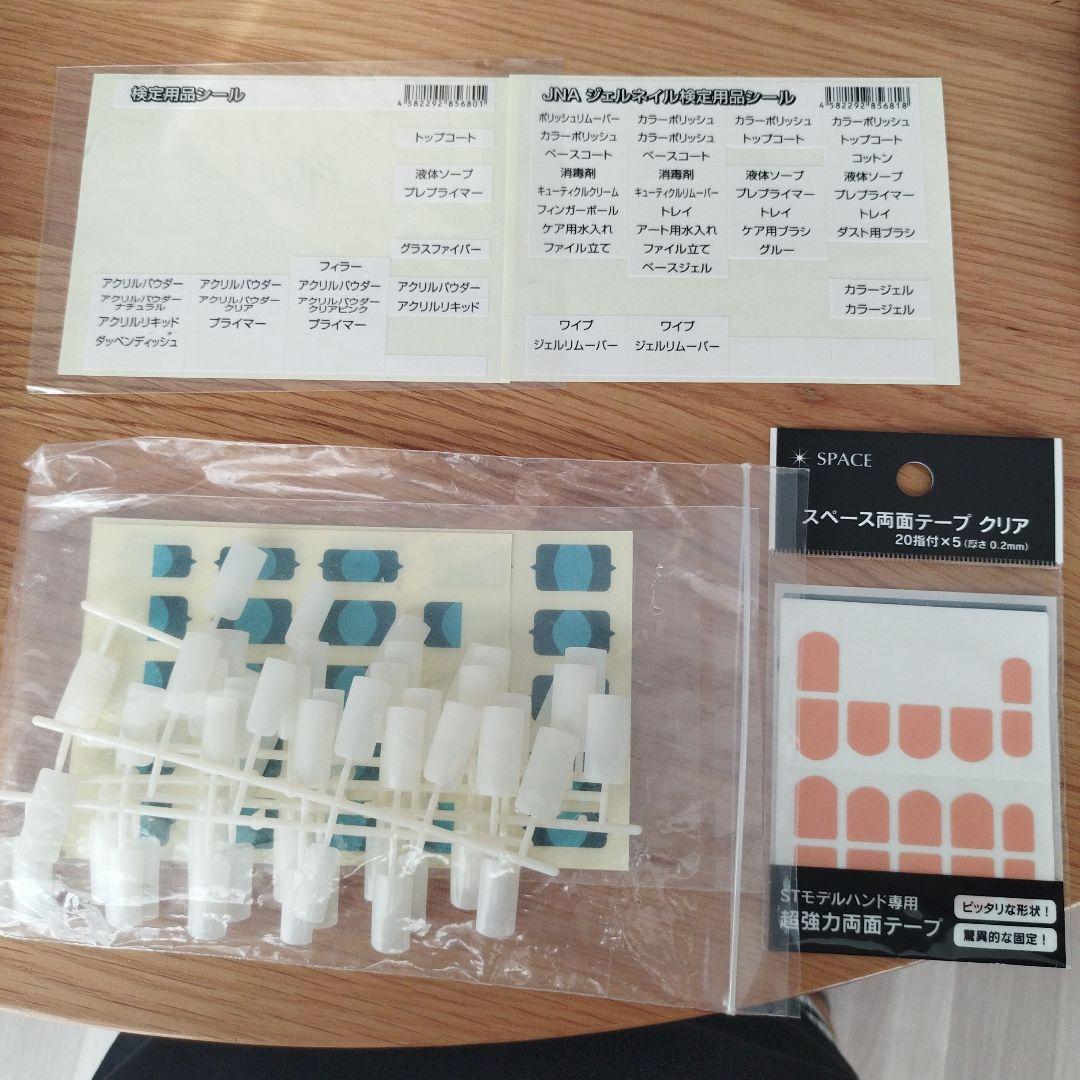 検定用品シール
4 582292 856801
トップコート
液体ソープ
プレプライマー
グラスファイバー
フィラー
アクリルパウダー アクリルパウダー アクリルパウダー アクリルパウダー
アクリルパウダー ナチュラル アクリルパウダー クリア アクリルパウダー クリアピンク アクリルリキッド
アクリルリキッド プライマー プライマー
ダッペンディッシュ
JNA ジェルネイル検定用品シール
4 582292 856818
ポリッシュリムーバー カラーポリッシュ カラーポリッシュ カラーポリッシュ
カラーポリッシュ カラーポリッシュ トップコート トップコート
ベースコート ベースコート コットン
消毒剤 消毒剤 液体ソープ 液体ソープ
キューティクルクリーム キューティクルリムーバー プレプライマー プレプライマー
フィンガーボール トレイ トレイ トレイ
ケア用水入れ アート用水入れ ケア用ブラシ ダスト用ブラシ
ファイル立て ファイル立て グルー
ベースジェル
カラージェル
カラージェル
ワイプ ワイプ
ジェルリムーバー ジェルリムーバー
SPACE
スペース両面テープ クリア
20指付×5(厚さ0.2mm)
STモデルハンド専用
超強力両面テープ
ピッタリな形状!
驚異的な固定!